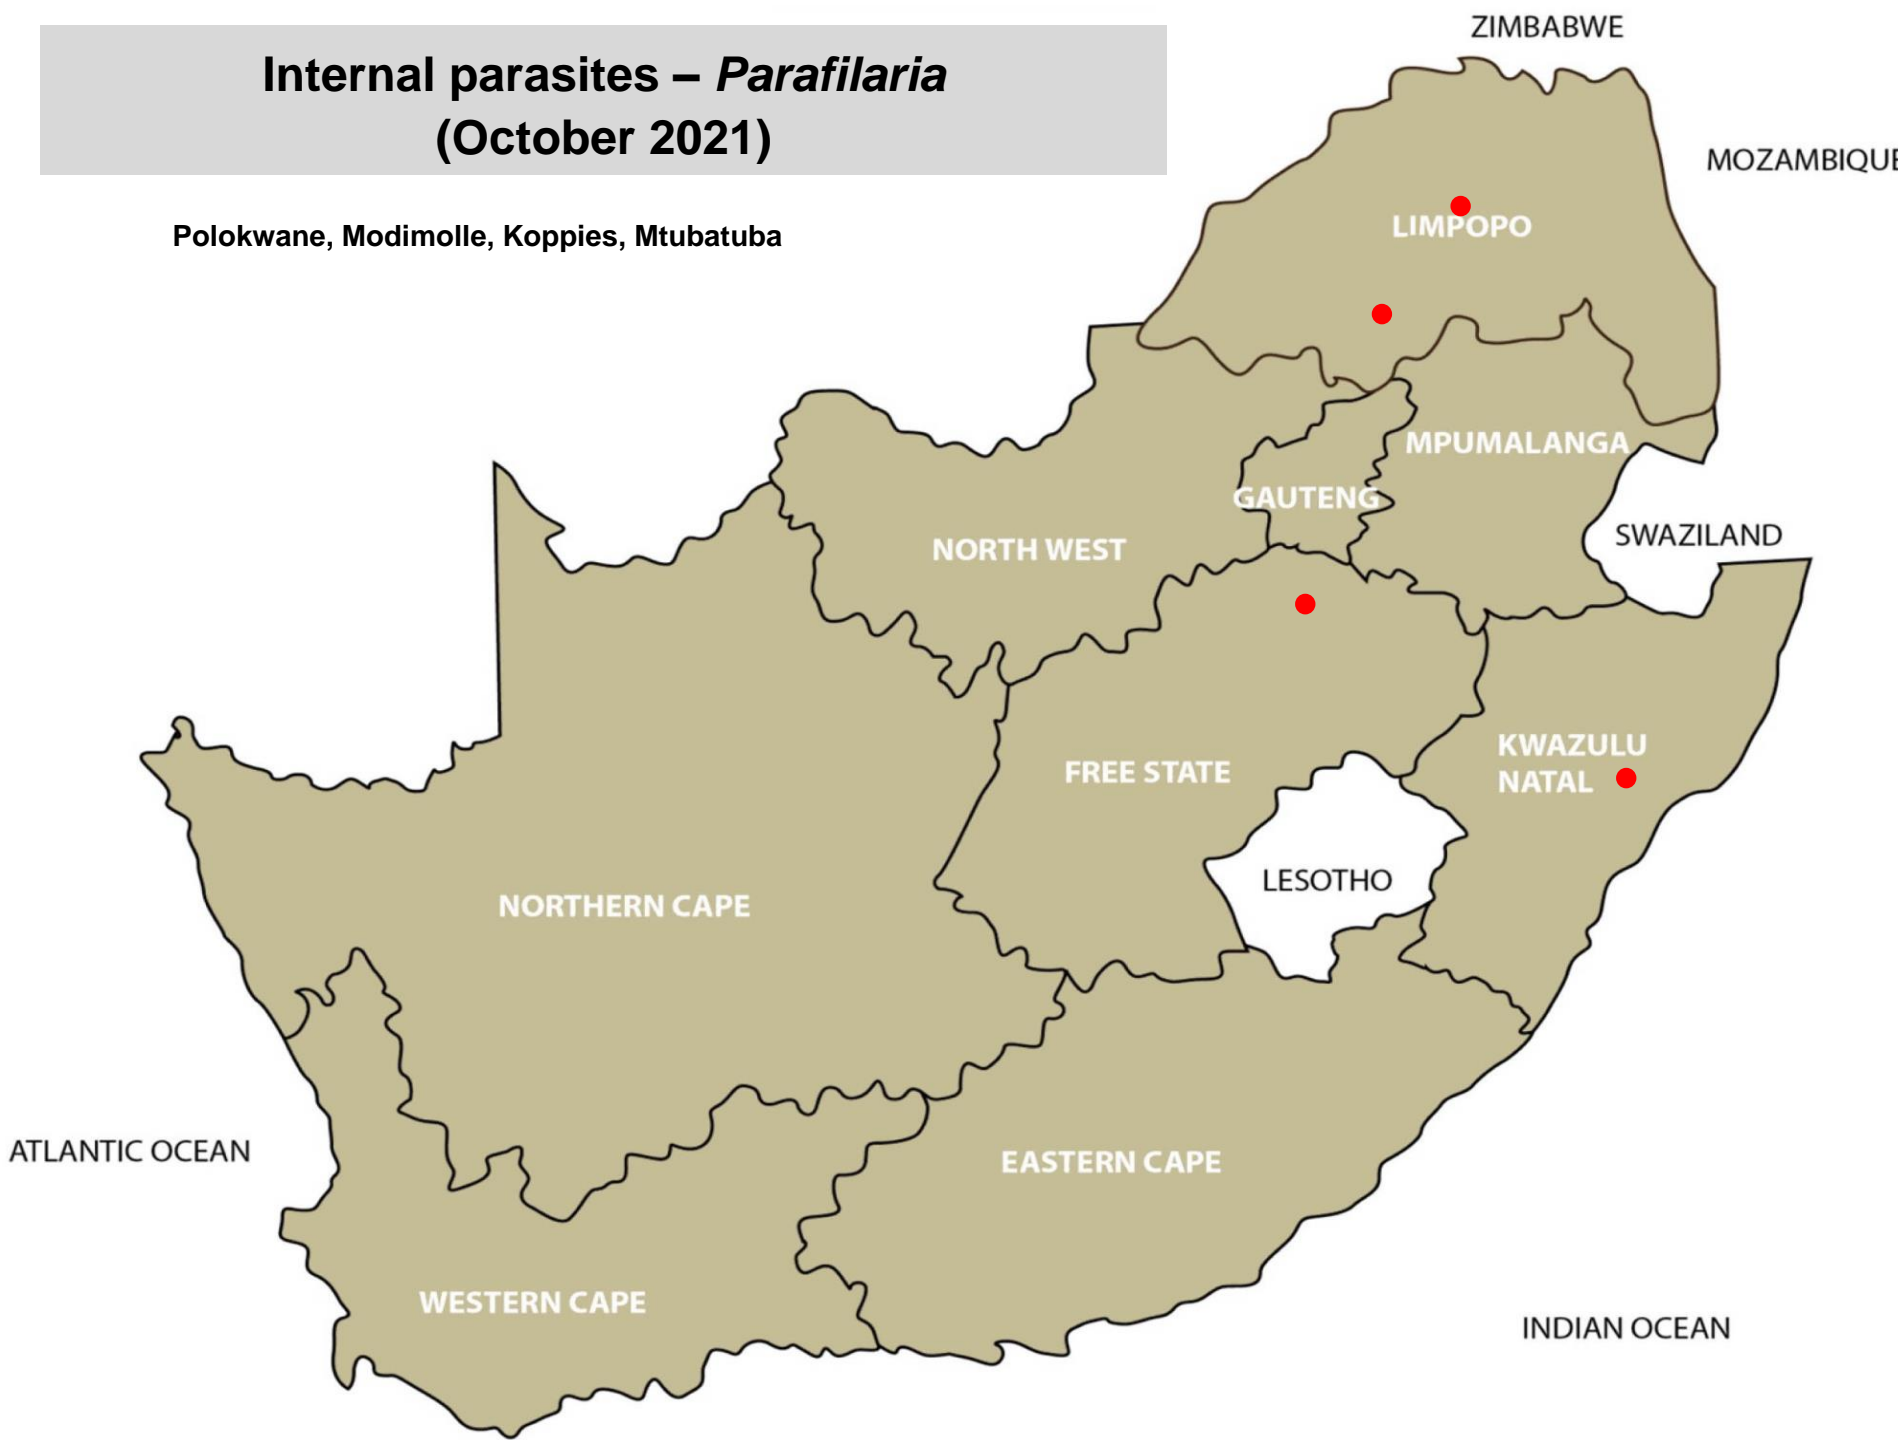 Internal parasites – Parafilaria
(October 2021)
Polokwane, Modimolle, Koppies, Mtubatuba
ZIMBABWE
MOZAMBIQUE
LIMPOPO
MPUMALANGA
GAUTENG
SWAZILAND
NORTH WEST
KWAZULU
NATAL
FREE STATE
LESOTHO
NORTHERN CAPE
ATLANTIC OCEAN
EASTERN CAPE
WESTERN CAPE
INDIAN OCEAN